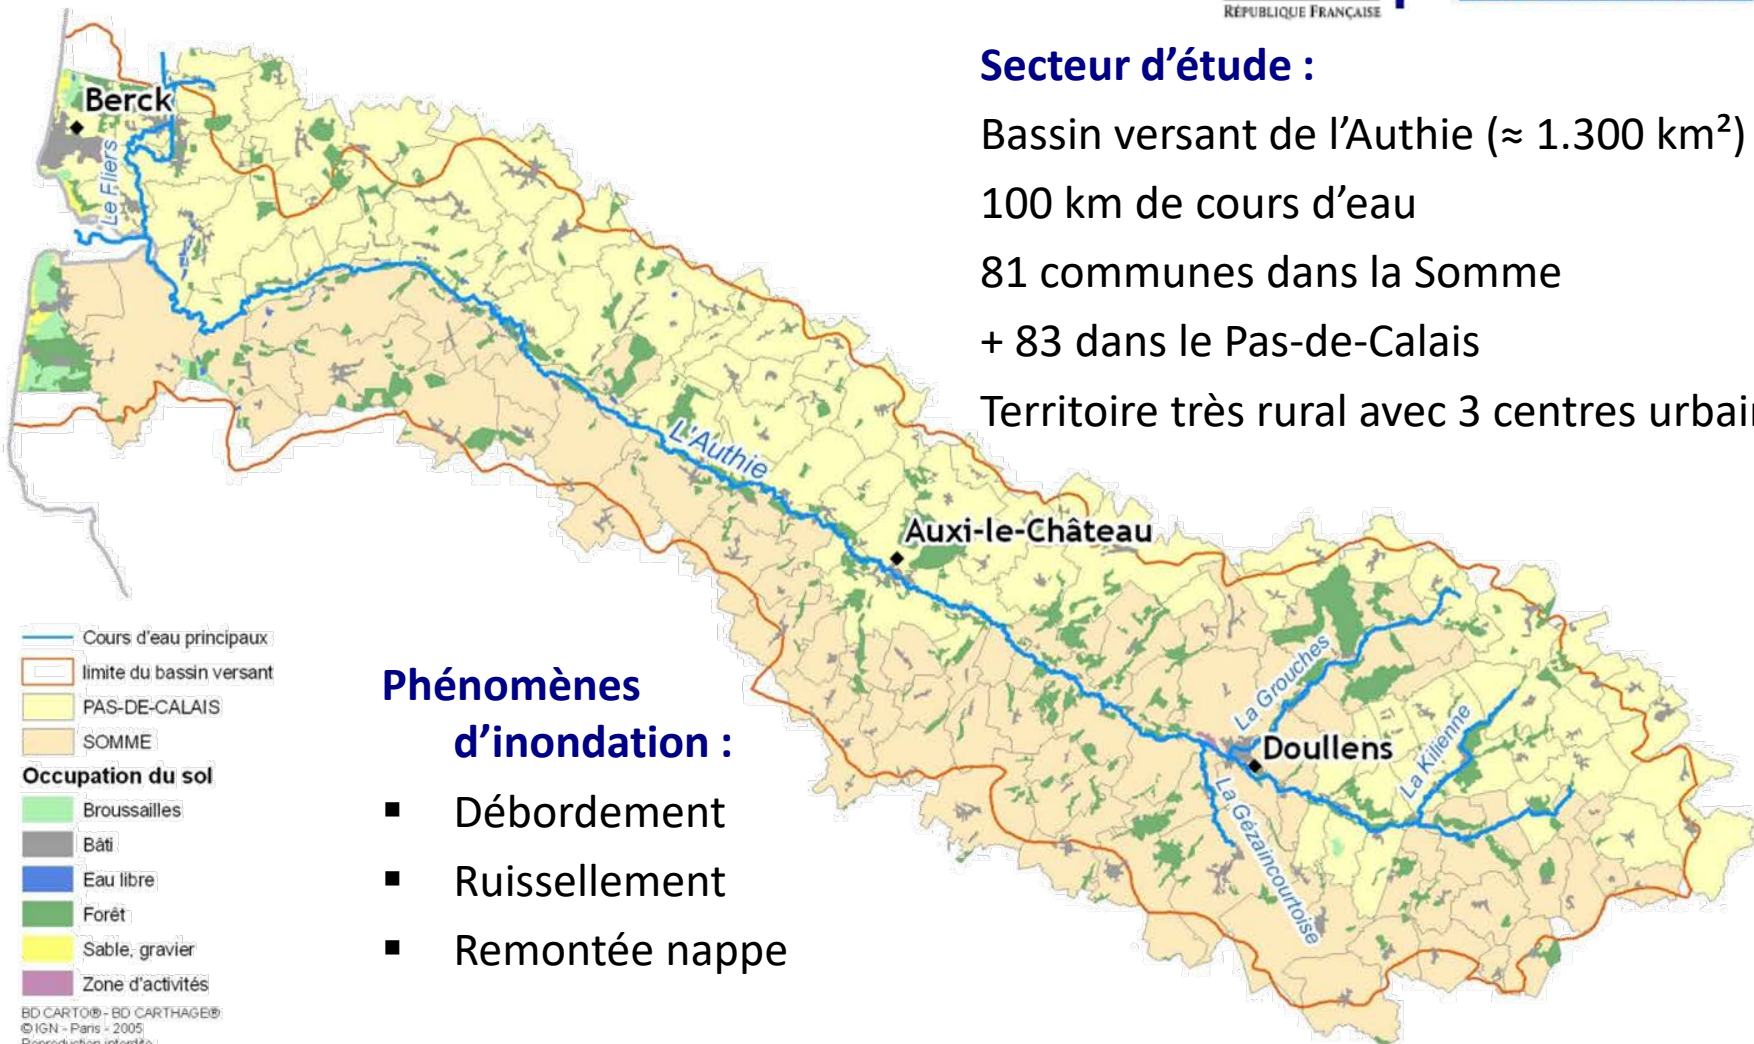 RÉPUBLIQUE FRANÇAISE
Secteur d’étude :
Bassin versant de l’Authie (≈ 1.300 km²)
100 km de cours d’eau
81 communes dans la Somme
+ 83 dans le Pas-de-Calais
Territoire très rural avec 3 centres
Berck
Le Fliers
L'Authie
Auxi-le-Château
La Grouches
Doullens
La Kilienne
La Gézaincourtoise
Cours d'eau principaux
limite du bassin versant
PAS-DE-CALAIS
SOMME
Occupation du sol
Broussailles
Bâti
Eau libre
Forêt
Sable, gravier
Zone d'activités
BD CARTO® - BD CARTHAGE®
© IGN - Paris - 2005
Reproduction interdite
Phénomènes
d’inondation :
▪ Débordement
▪ Ruissellement
▪ Remontée nappe